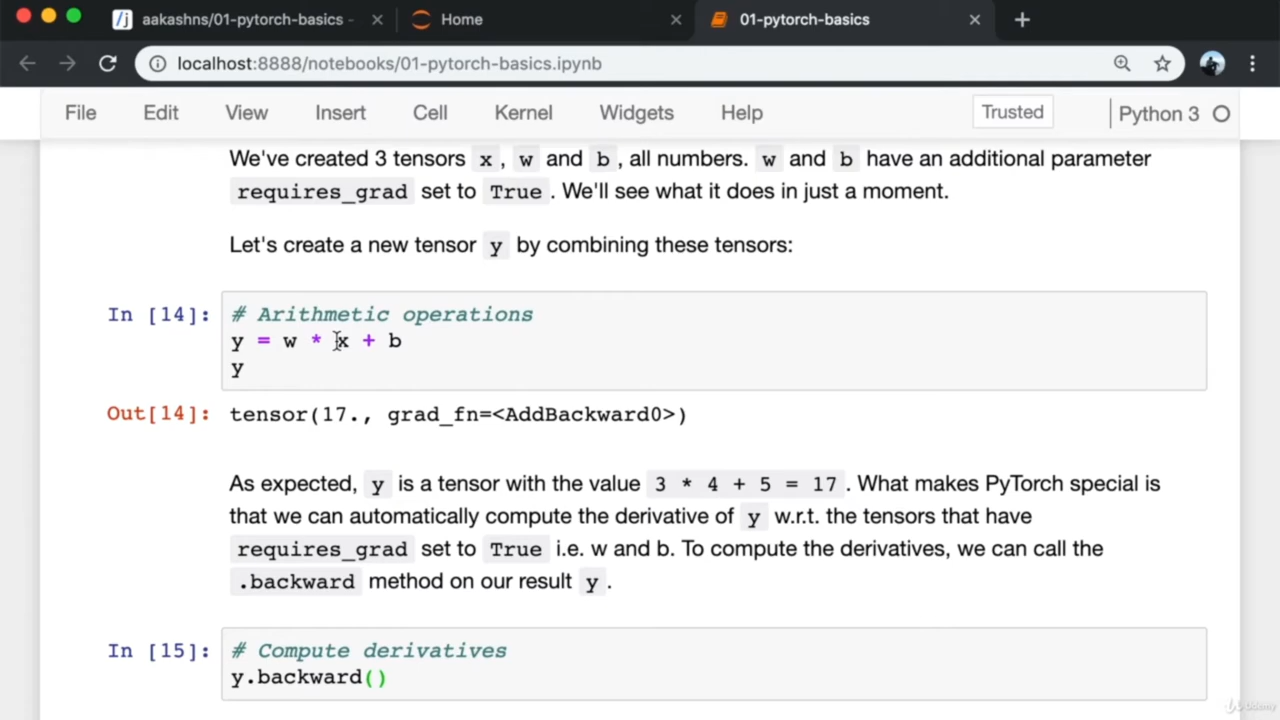 aakashns/01-pytorch-basics -
Home
01-pytorch-basics
localhost:8888/notebooks/01-pytorch-basics.ipynb
File Edit View Insert Cell Kernel Widgets Help Trusted Python 3
We've created 3 tensors x , w and b , all numbers. w and b have an additional parameter
requires_grad set to True . We'll see what it does in just a moment.
Let's create a new tensor y by combining these tensors:
In [14]: # Arithmetic operations
y = w * x + b
y
Out[14]: tensor(17., grad_fn=<AddBackward0>)
As expected, y is a tensor with the value 3 * 4 + 5 = 17 . What makes PyTorch special is
that we can automatically compute the derivative of y w.r.t. the tensors that have
requires_grad set to True i.e. w and b. To compute the derivatives, we can call the
.backward method on our result y .
In [15]: # Compute derivatives
y.backward()
Udemy